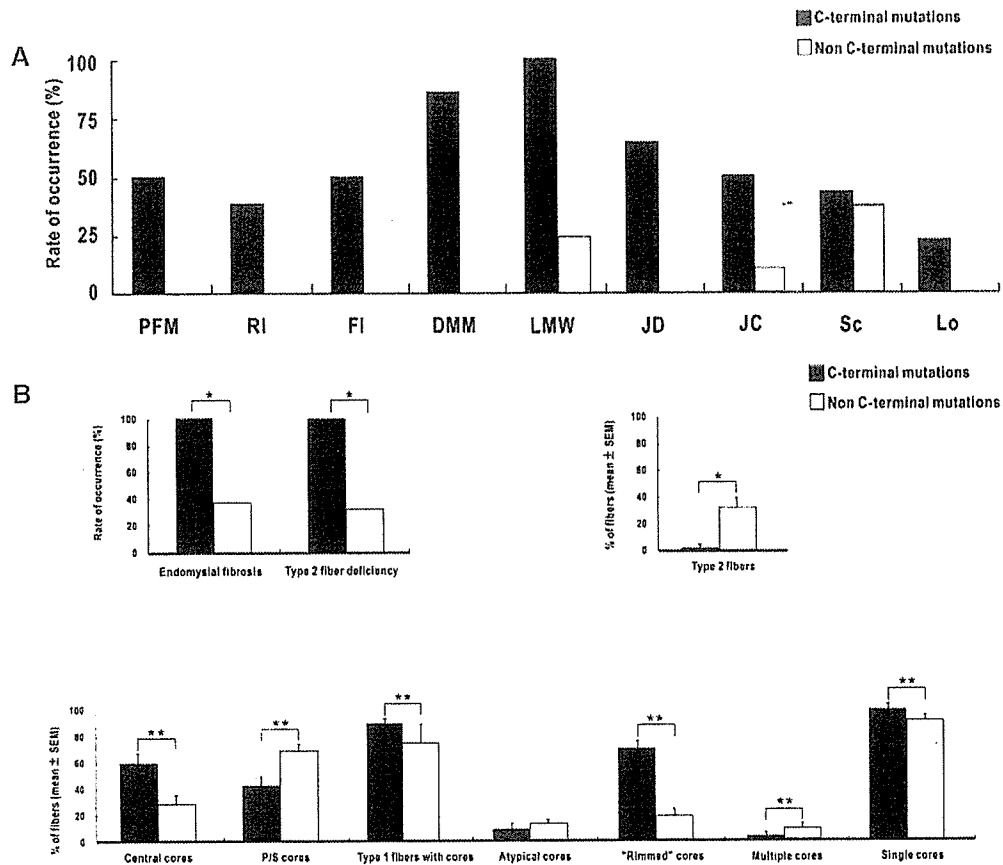 C-terminal mutations
Non C-terminal mutations
A
Rate of occurrence (%)
100
75
50
25
0
PFM RI FI DMM LMW JD JC Sc Lo
B
C-terminal mutations
Non C-terminal mutations
Rate of occurrence (%)
100
80
60
40
20
0
* *
Endomysial fibrosis Type 2 fiber deficiency
% of fibers (mean ± SEM)
100
80
60
40
20
0
*
Type 2 fibers
% of fibers (mean ± SEM)
100
80
60
40
20
0
** ** ** ** ** **
Central cores P/S cores Type 1 fibers with cores Atypical cores "Rimmed" cores Multiple cores Single cores